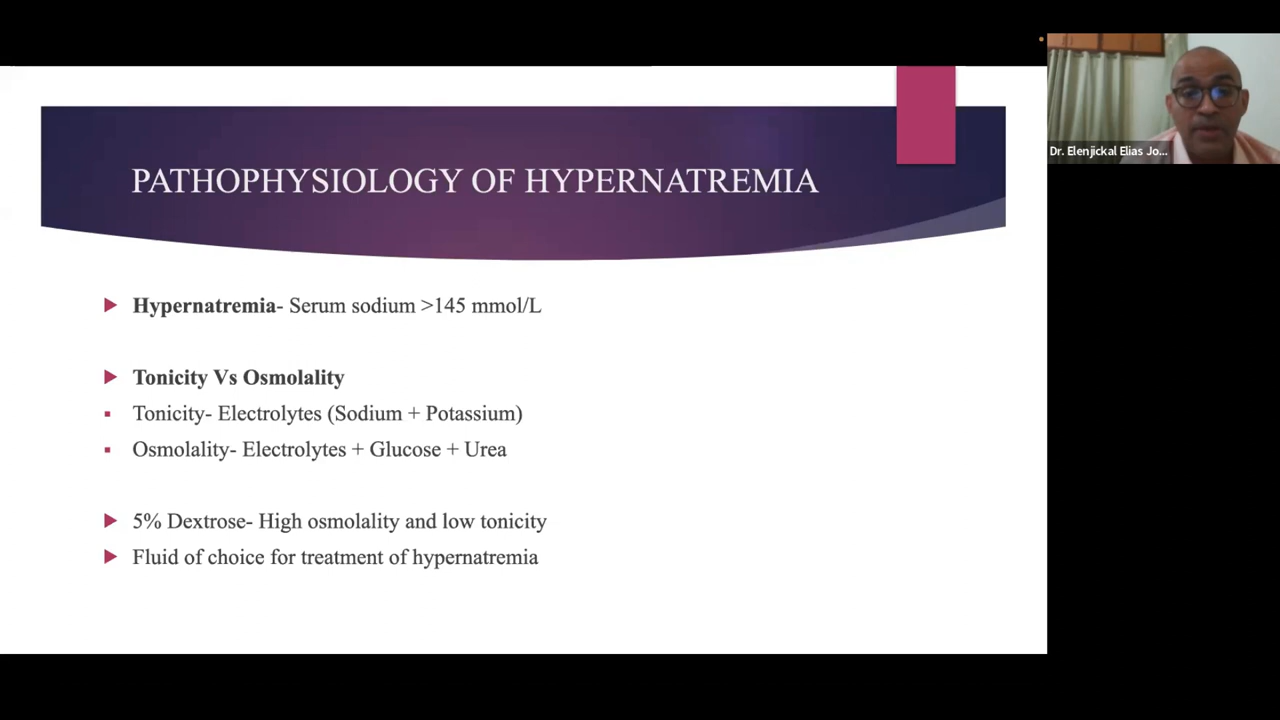 PATHOPHYSIOLOGY OF HYPERNATREMIA
Hypernatremia- Serum sodium >145 mmol/L
Tonicity Vs Osmolality
Tonicity- Electrolytes (Sodium + Potassium)
Osmolality- Electrolytes + Glucose + Urea
5% Dextrose- High osmolality and low tonicity
Fluid of choice for treatment of hypernatremia
Dr. Elenjickal Elias Jo...